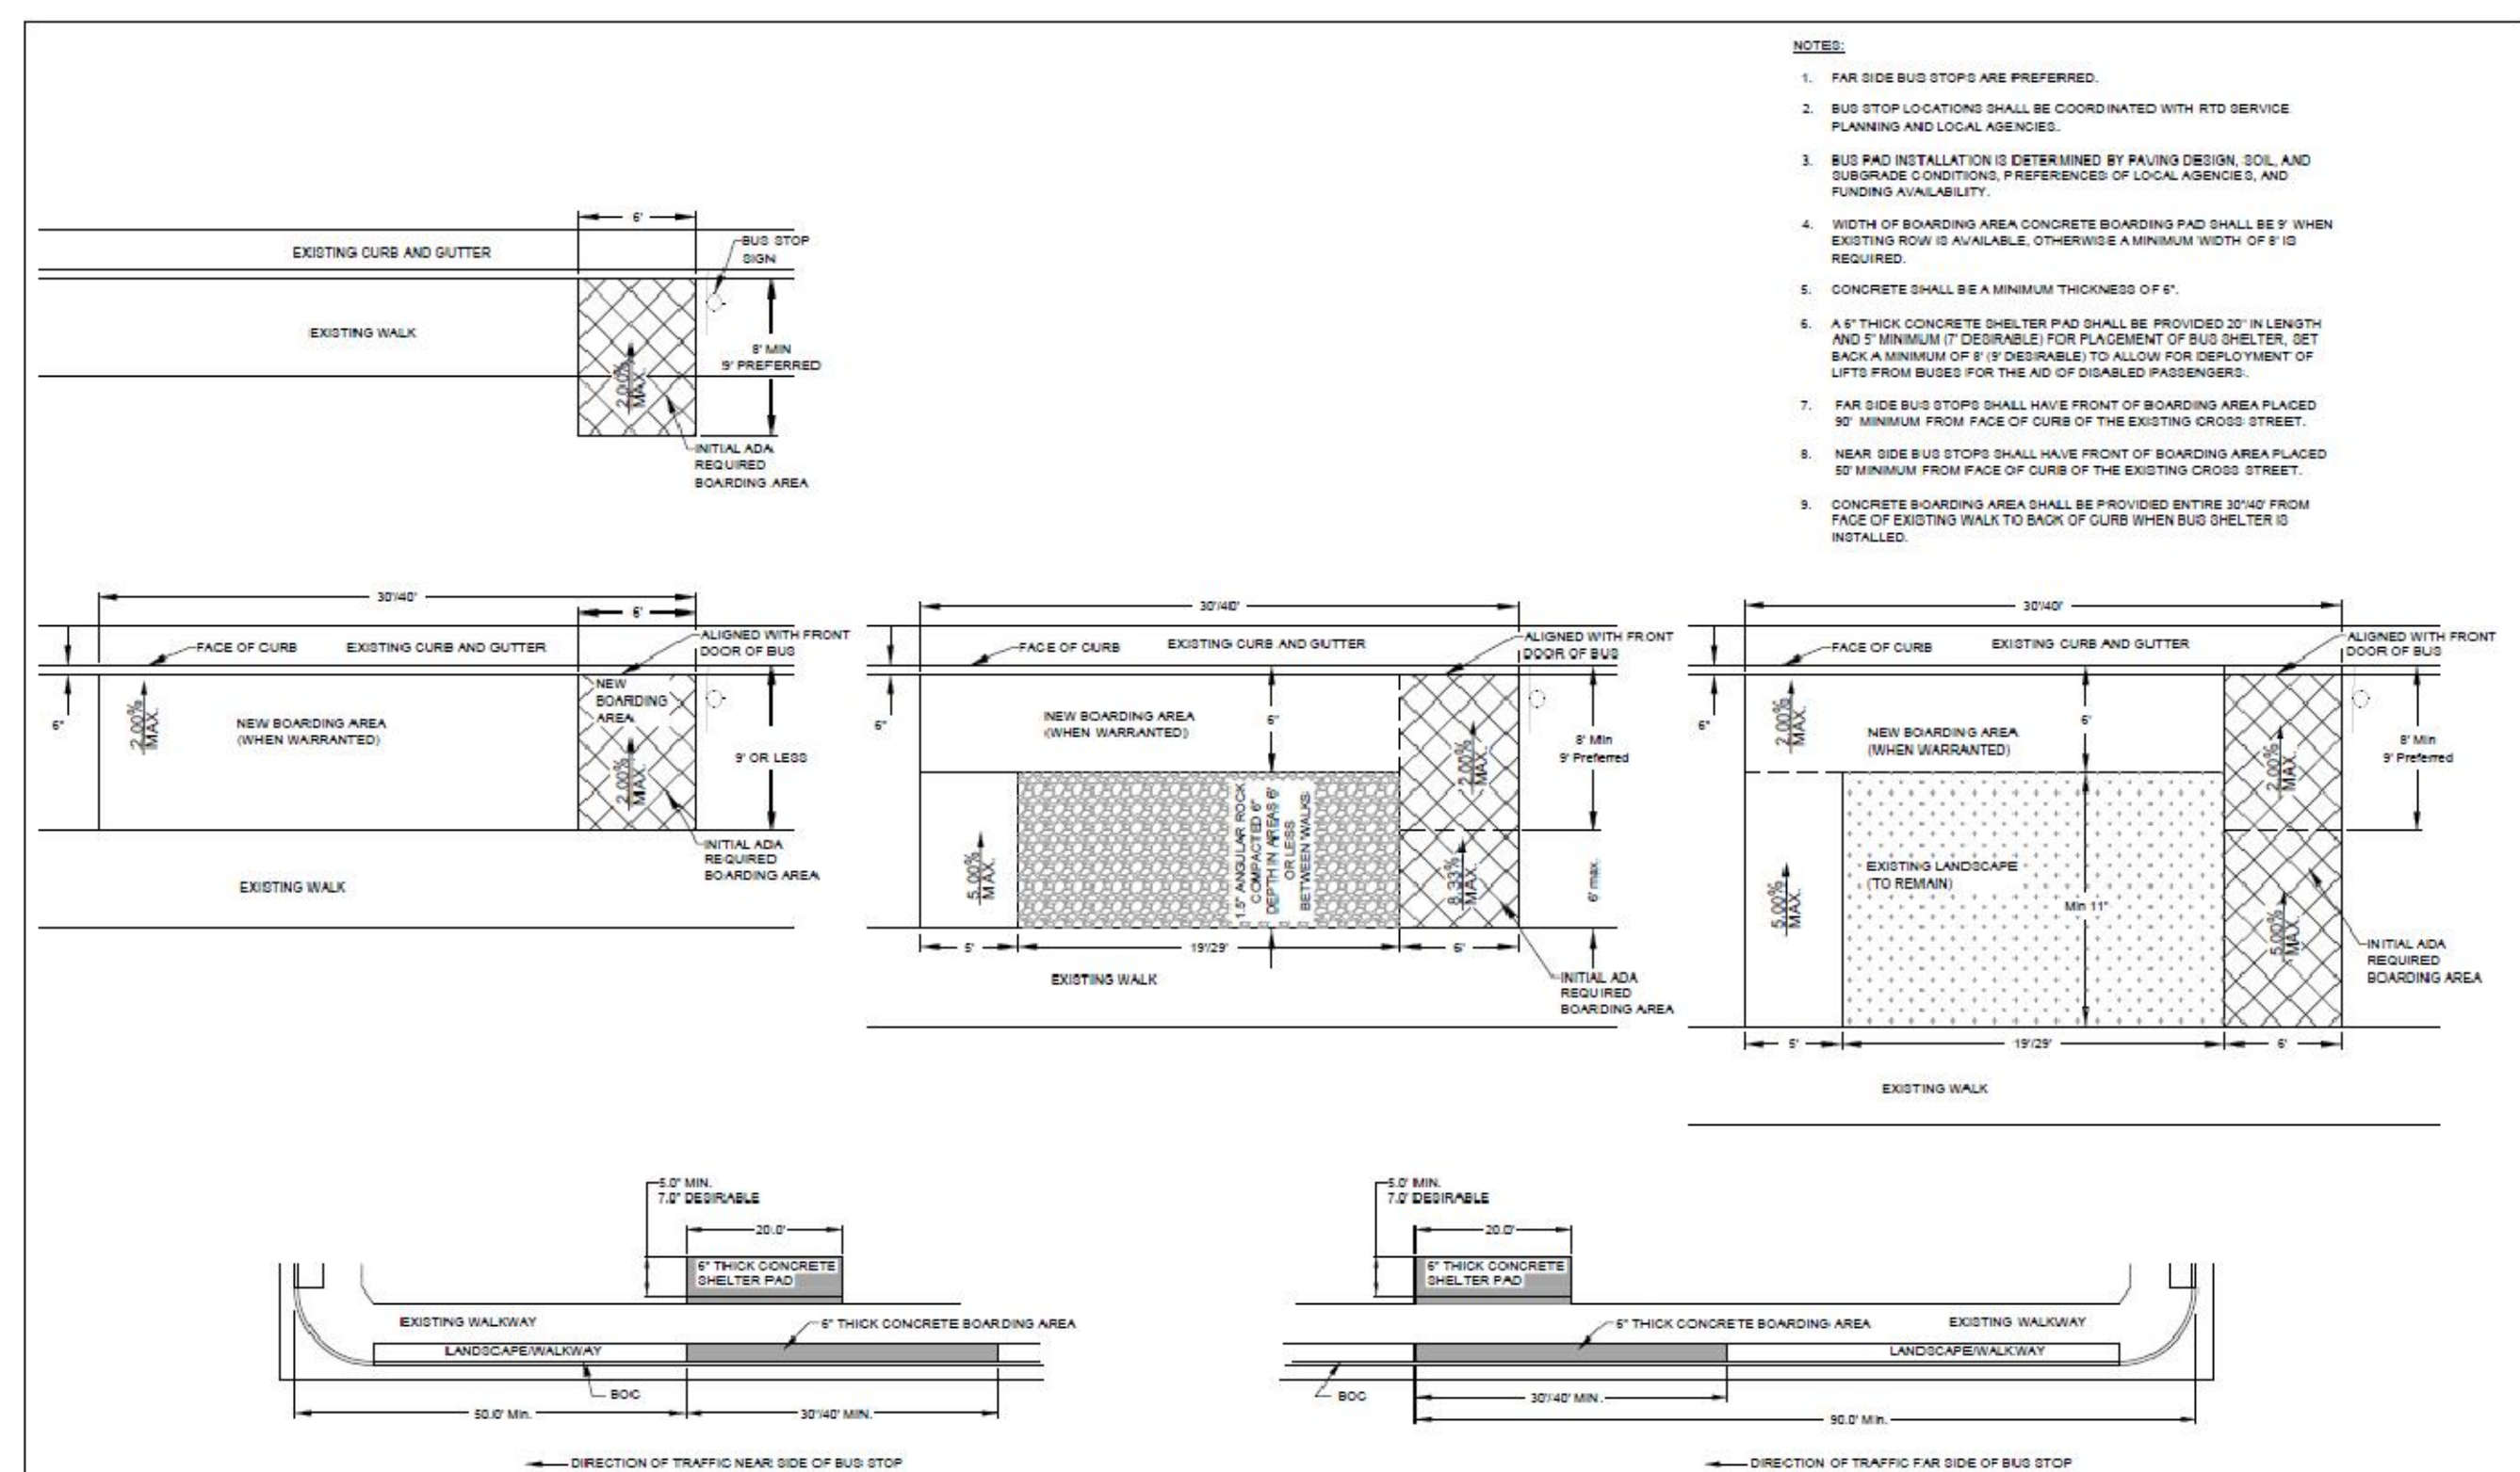 NOTES:
1. FAR SIDE BUS STOPS ARE PREFERRED.
2. BUS STOP LOCATIONS SHALL BE COORDINATED WITH RTD SERVICE
PLANNING AND LOCAL AGENCIES.
3. BUS PAD INSTALLATION IS DETERMINED BY PAVING DESIGN, SOIL, AND
SUBGRADE CONDITIONS, PREFERENCES OF LOCAL AGENCIES, AND
FUNDING AVAILABILITY.
4. WIDTH OF BOARDING AREA CONCRETE BOARDING PAD SHALL BE 9' WHEN
EXISTING ROW IS AVAILABLE, OTHERWISE A MINIMUM WIDTH OF 8' IS
REQUIRED.
5. CONCRETE SHALL BE A MINIMUM THICKNESS OF 6".
6. A 6" THICK CONCRETE SHELTER PAD SHALL BE PROVIDED 20' IN LENGTH
AND 5' MINIMUM (7' DESIRABLE) FOR PLACEMENT OF BUS SHELTER, SET
BACK A MINIMUM OF 8' (9' DESIRABLE) TO ALLOW FOR DEPLOYMENT OF
LIFTS FROM BUSES FOR THE AID OF DISABLED PASSENGERS.
7. FAR SIDE BUS STOPS SHALL HAVE FRONT OF BOARDING AREA PLACED
90' MINIMUM FROM FACE OF CURB OF THE EXISTING CROSS STREET.
8. NEAR SIDE BUS STOPS SHALL HAVE FRONT OF BOARDING AREA PLACED
50' MINIMUM FROM FACE OF CURB OF THE EXISTING CROSS STREET.
9. CONCRETE BOARDING AREA SHALL BE PROVIDED ENTIRE 30'/40' FROM
FACE OF EXISTING WALK TO BACK OF CURB WHEN BUS SHELTER IS
INSTALLED.
6'
EXISTING CURB AND GUTTER
BUS STOP
SIGN
EXISTING WALK
8' MIN
9' PREFERRED
2.00%
MAX.
INITIAL ADA
REQUIRED
BOARDING AREA
30'/40'
6'
FACE OF CURB
EXISTING CURB AND GUTTER
ALIGNED WITH FRONT
DOOR OF BUS
6"
2.00%
MAX.
NEW BOARDING AREA
(WHEN WARRANTED)
NEW
BOARDING
AREA
2.00%
MAX.
9' OR LESS
INITIAL ADA
REQUIRED
BOARDING AREA
EXISTING WALK
30'/40'
FACE OF CURB
EXISTING CURB AND GUTTER
ALIGNED WITH FRONT
DOOR OF BUS
6"
NEW BOARDING AREA
(WHEN WARRANTED)
6'
2.00%
MAX.
8' Min
9' Preferred
5.00%
MAX.
1.5" ANGULAR ROCK
COMPACTED 6"
DEPTH IN AREAS 6'
OR LESS
BETWEEN WALKS
8.33%
MAX.
6' max.
5'
19'/29'
6'
EXISTING WALK
INITIAL ADA
REQUIRED
BOARDING AREA
30'/40'
FACE OF CURB
EXISTING CURB AND GUTTER
ALIGNED WITH FRONT
DOOR OF BUS
6"
2.00%
MAX.
NEW BOARDING AREA
(WHEN WARRANTED)
6'
2.00%
MAX.
8' Min
9' Preferred
5.00%
MAX.
EXISTING LANDSCAPE
(TO REMAIN)
Min 11"
5.00%
MAX.
INITIAL ADA
REQUIRED
BOARDING AREA
5'
19'/29'
6'
EXISTING WALK
5.0' MIN.
7.0' DESIRABLE
20.0'
6" THICK CONCRETE
SHELTER PAD
EXISTING WALKWAY
6" THICK CONCRETE BOARDING AREA
LANDSCAPE/WALKWAY
BOC
50.0' Min.
30'/40' MIN.
DIRECTION OF TRAFFIC NEAR SIDE OF BUS STOP
5.0' MIN.
7.0' DESIRABLE
20.0'
6" THICK CONCRETE
SHELTER PAD
6" THICK CONCRETE BOARDING AREA
EXISTING WALKWAY
LANDSCAPE/WALKWAY
BOC
30'/40' MIN.
90.0' Min.
DIRECTION OF TRAFFIC FAR SIDE OF BUS STOP